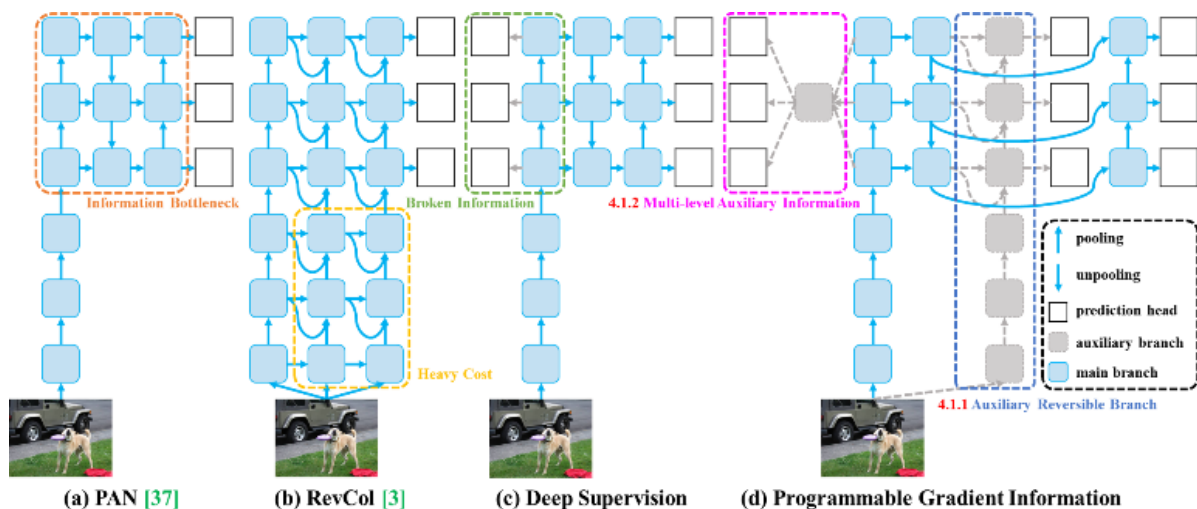 Information Bottleneck
Broken Information
4.1.2 Multi-level Auxiliary Information
pooling
unpooling
prediction head
auxiliary branch
main branch
Heavy Cost
4.1.1 Auxiliary Reversible Branch
(a) PAN [37]
(b) RevCol [3]
(c) Deep Supervision
(d) Programmable Gradient Information